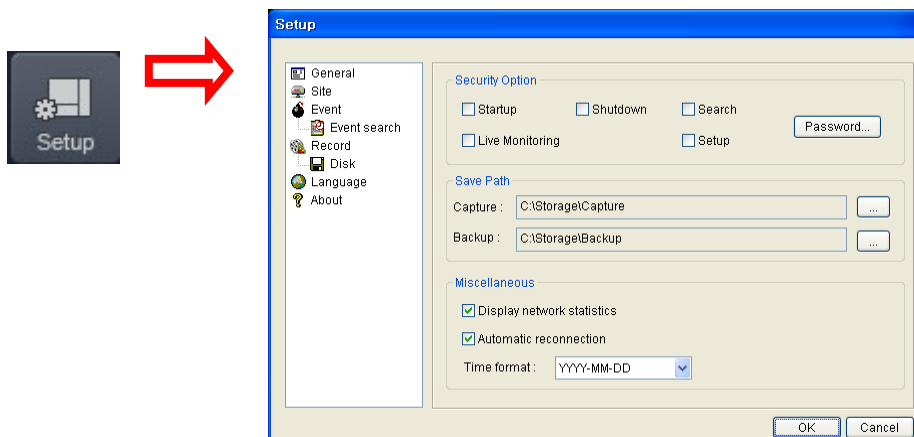 Setup
Setup
General
Site
Event
Event search
Record
Disk
Language
About
Security Option
Startup
Shutdown
Search
Live Monitoring
Setup
Password...
Save Path
Capture :
C:\Storage\Capture
...
Backup :
C:\Storage\Backup
...
Miscellaneous
Display network statistics
Automatic reconnection
Time format :
YYYY-MM-DD
OK
Cancel